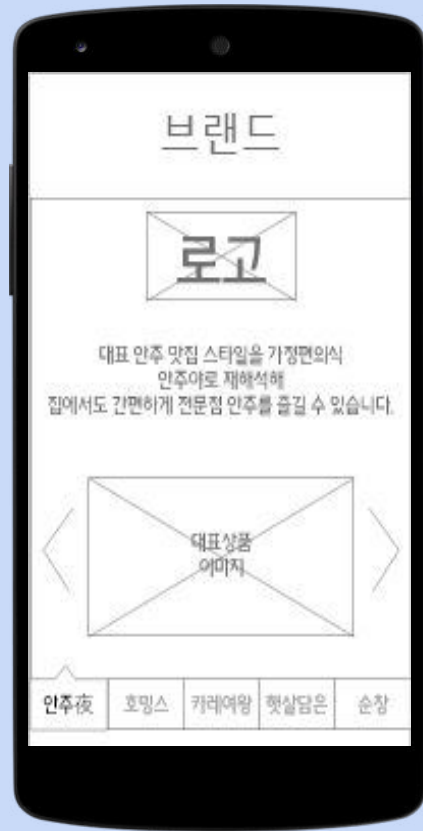 브랜드
로고
대표 안주 맛집 스타일을 가정편의식
안주야로 재해석해
집에서도 간편하게 전문점 안주를 즐길 수 있습니다.
대표상품
이미지
안주夜 호밍스 카레여왕 햇살담은 순창